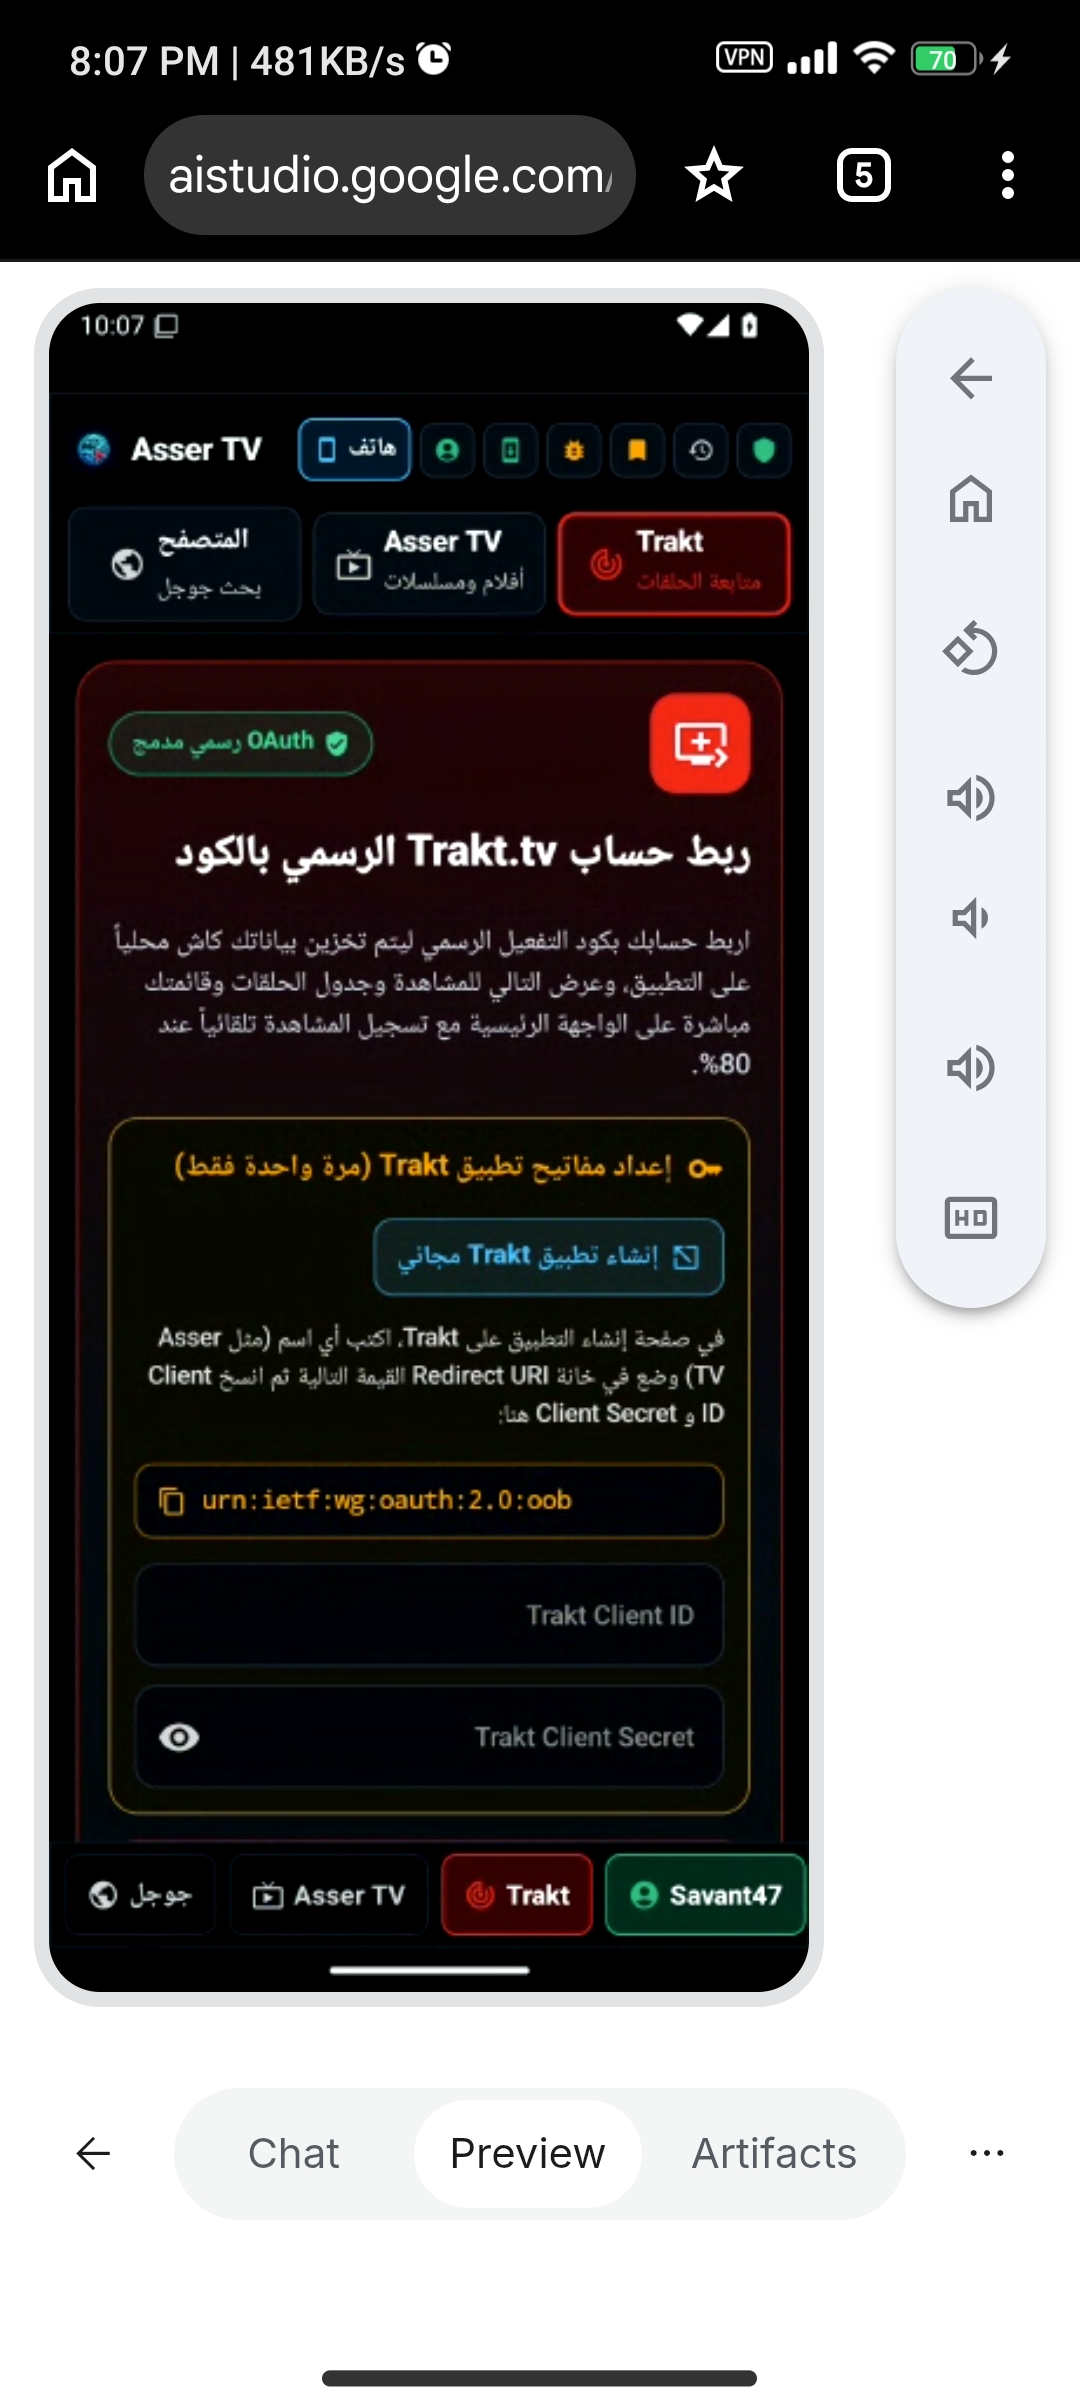 8:07 PM | 481KB/s
VPN
70
aistudio.google.com/
5
10:07
Asser TV
هاتف
المتصفح
بحث جوجل
Asser TV
أفلام ومسلسلات
Trakt
متابعة الحلقات
OAuth رسمي مدمج
ربط حساب Trakt.tv الرسمي بالكود
اربط حسابك بكود التفعيل الرسمي ليتم تخزين بياناتك كاش محلياً
على التطبيق، وعرض التالي للمشاهدة وجدول الحلقات وقائمتك
مباشرة على الواجهة الرئيسية مع تسجيل المشاهدة تلقائياً عند
80%.
إعداد مفاتيح تطبيق Trakt (مرة واحدة فقط)
إنشاء تطبيق Trakt مجاني
في صفحة إنشاء التطبيق على Trakt، اكتب أي اسم (مثل Asser
TV) وضع في خانة Redirect URI القيمة التالية ثم انسخ Client
ID و Client Secret هنا:
urn:ietf:wg:oauth:2.0:oob
Trakt Client ID
Trakt Client Secret
جوجل
Asser TV
Trakt
Savant47
HD
Chat
Preview
Artifacts